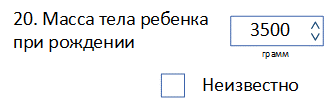 20. Масса тела ребенка
при рождении
3500
грамм
Неизвестно